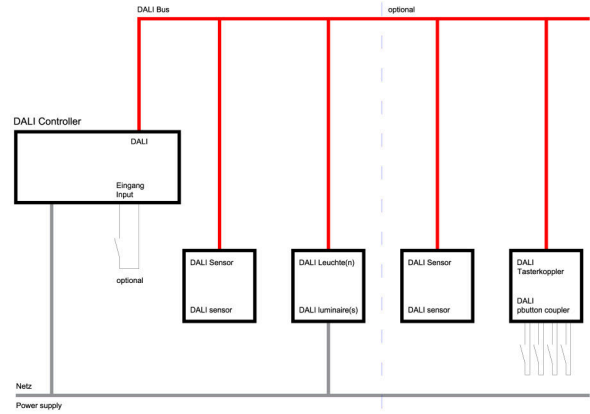 DALI Bus
optional
DALI Controller
DALI
Eingang
Input
optional
DALI Sensor
DALI sensor
DALI Leuchte(n)
DALI luminaire(s)
DALI Sensor
DALI sensor
DALI
Tasterkoppler
DALI
pbutton coupler
Netz
Power supply